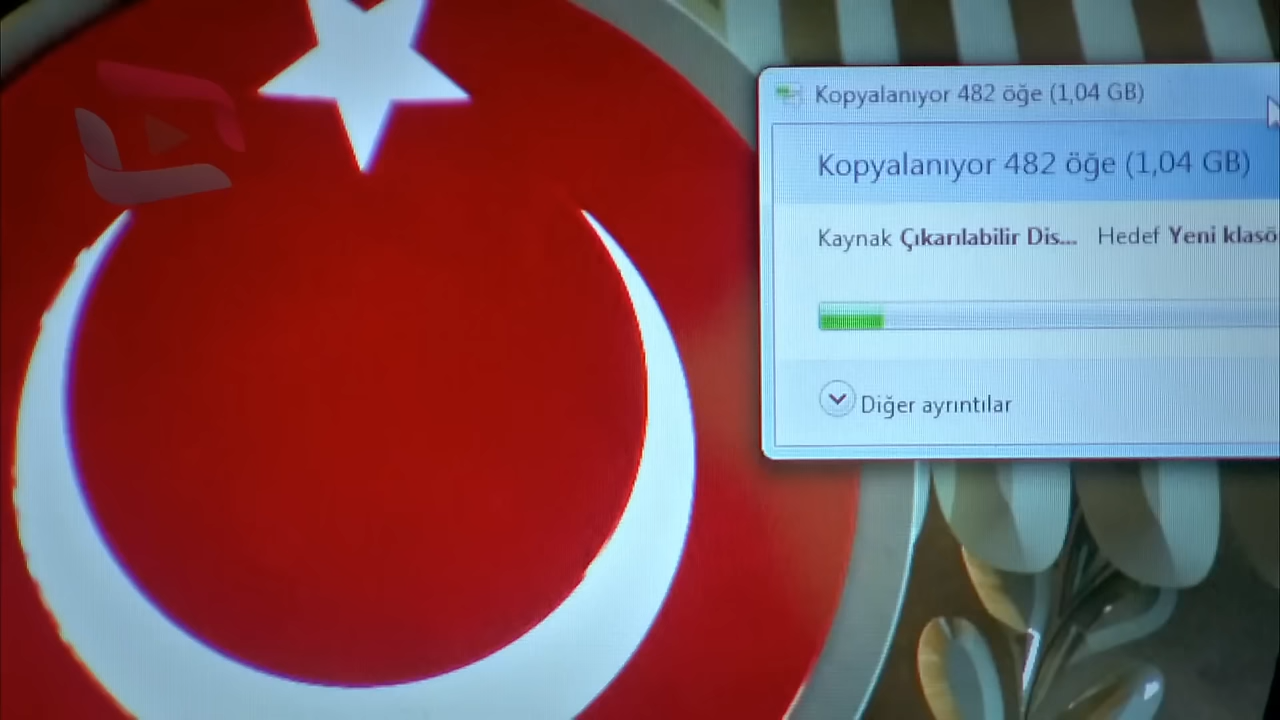 Kopyalanıyor 482 öğe (1,04 GB)
Kopyalanıyor 482 öğe (1,04 GB)
Kaynak Çıkarılabilir Dis... Hedef Yeni klasö
Diğer ayrıntılar